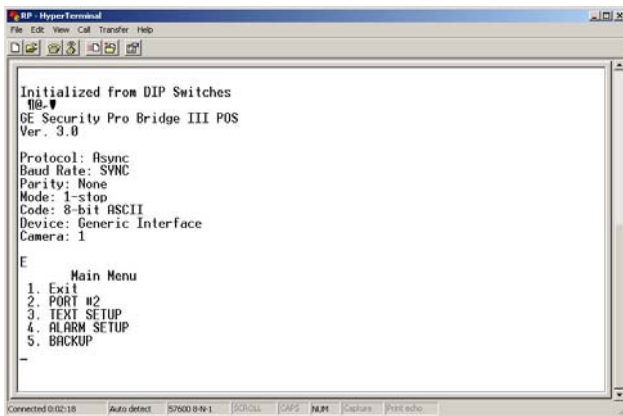 RP - HyperTerminal
File Edit View Call Transfer Help
Initialized from DIP Switches
¶@
GE Security Pro Bridge III POS
Ver. 3.0
Protocol: Async
Baud Rate: SYNC
Parity: None
Mode: 1-stop
Code: 8-bit ASCII
Device: Generic Interface
Camera: 1
E
Main Menu
1. Exit
2. PORT #2
3. TEXT SETUP
4. ALARM SETUP
5. BACKUP
Connected 0:02:18 Auto detect 57600 8-N-1 SCROLL CAPS NUM Capture Print echo